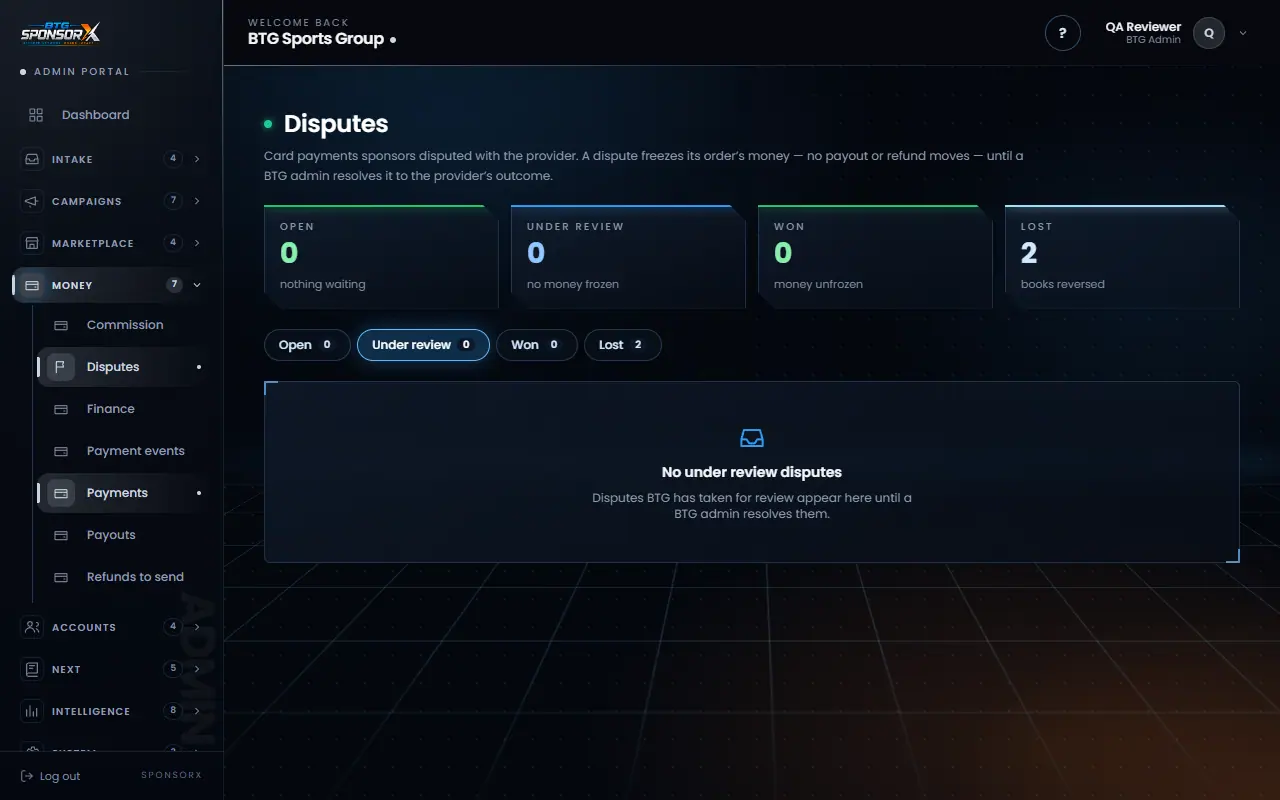 BTG
SPONSORX
ADMIN PORTAL
Dashboard
INTAKE 4
CAMPAIGNS 7
MARKETPLACE 4
MONEY 7
Commission
Disputes
Finance
Payment events
Payments
Payouts
Refunds to send
ACCOUNTS 4
NEXT 5
INTELLIGENCE 8
ADMIN
Log out
SPONSORX
WELCOME BACK
BTG Sports Group
?
QA Reviewer
BTG Admin
Q
Disputes
Card payments sponsors disputed with the provider. A dispute freezes its order's money — no payout or refund moves — until a
BTG admin resolves it to the provider's outcome.
OPEN
0
nothing waiting
UNDER REVIEW
0
no money frozen
WON
0
money unfrozen
LOST
2
books reversed
Open 0
Under review 0
Won 0
Lost 2
No under review disputes
Disputes BTG has taken for review appear here until a
BTG admin resolves them.